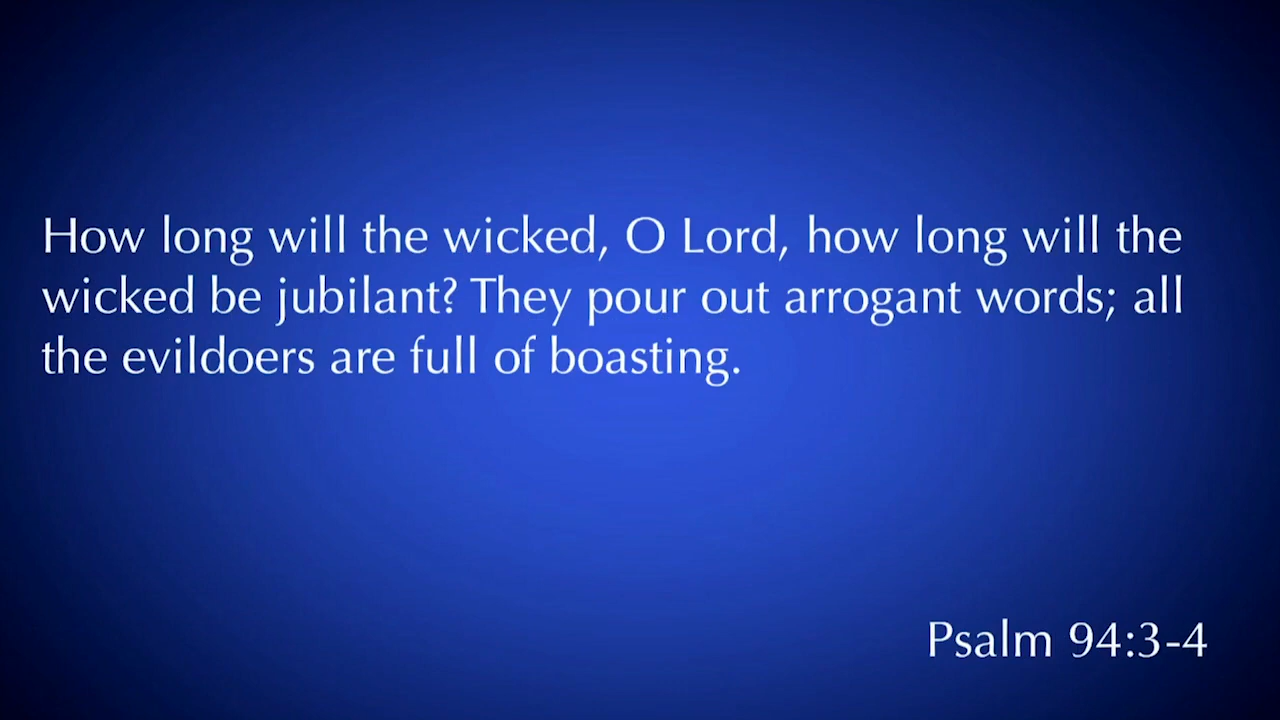 How long will the wicked, O Lord, how long will the
wicked be jubilant? They pour out arrogant words; all
the evildoers are full of boasting.
Psalm 94:3-4